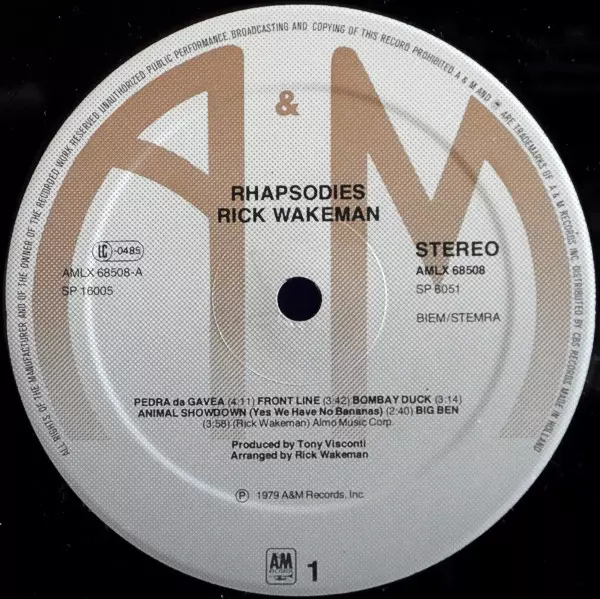 ALL RIGHTS OF THE MANUFACTURER AND OF THE OWNER OF THE RECORDED WORK RESERVED UNAUTHORIZED PUBLIC PERFORMANCE, BROADCASTING AND COPYING OF THIS RECORD PROHIBITED A & M AND ARE TRADEMARKS OF A & M RECORDS INC. DISTRIBUTED BY CBS RECORDS MADE IN HOLLAND
A & M
RHAPSODIES
RICK WAKEMAN
LC-0485
AMLX 68508-A
SP 16005
STEREO
AMLX 68508
SP 6051
BIEM/STEMRA
PEDRA da GAVEA (4:11) FRONT LINE (3:42) BOMBAY DUCK (3:14)
ANIMAL SHOWDOWN (Yes We Have No Bananas) (2:40) BIG BEN
(3:58) (Rick Wakeman) Almo Music Corp.
Produced by Tony Visconti
Arranged by Rick Wakeman
℗ 1979 A&M Records, Inc.
A&M
RECORDS
1